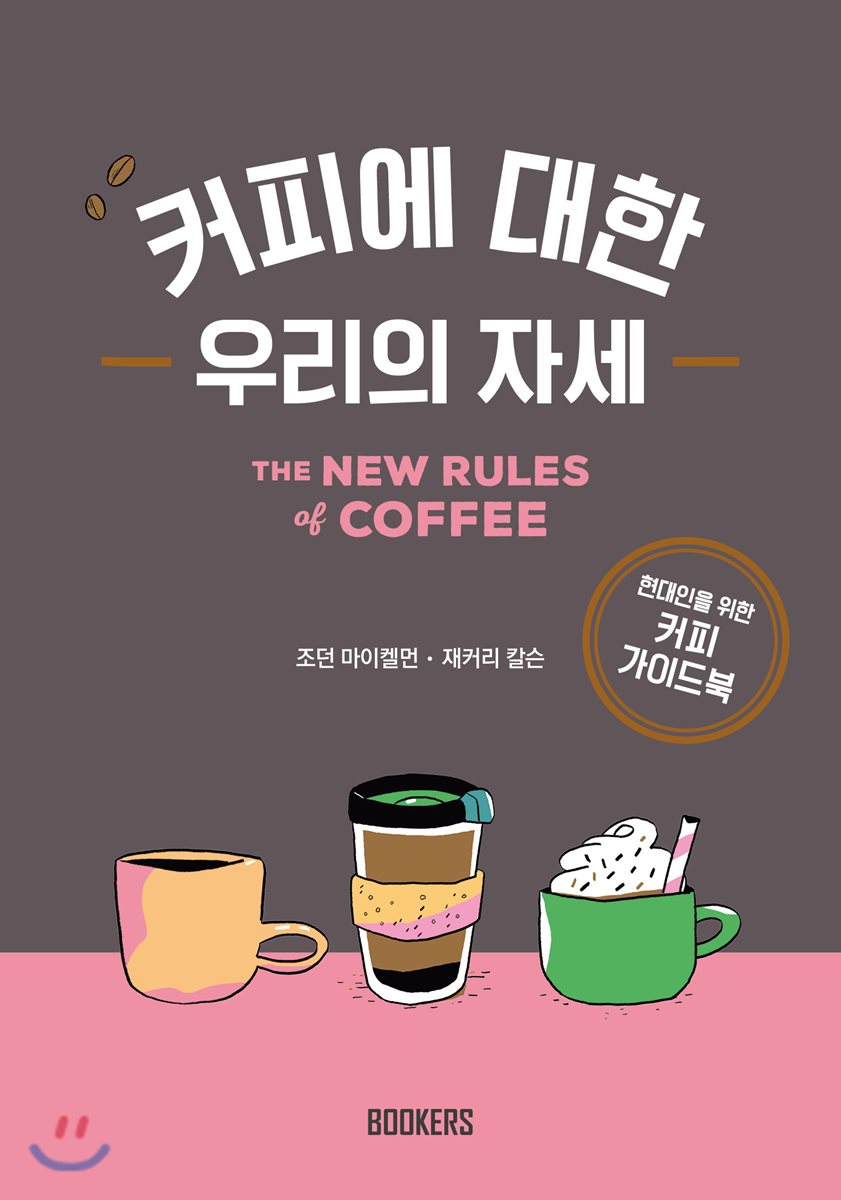 커피에 대한
우리의 자세
THE NEW RULES
of COFFEE
현대인을 위한
커피
가이드북
조던 마이켈먼 · 재커리 칼슨
BOOKERS